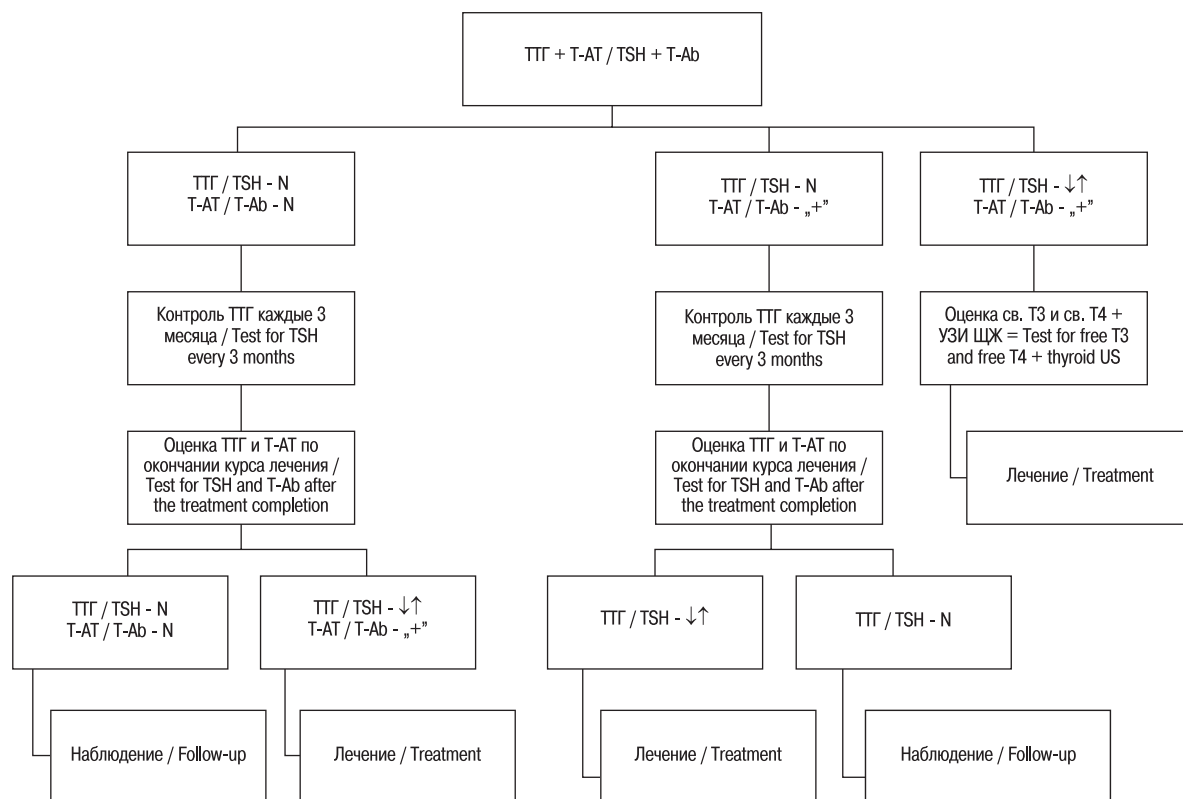 ТТГ + Т-АТ / TSH + T-Ab
ТТГ / TSH - N
Т-АТ / T-Ab - N
ТТГ / TSH - N
Т-АТ / T-Ab - „+”
ТТГ / TSH - ↓↑
Т-АТ / T-Ab - „+”
Контроль ТТГ каждые 3
месяца / Test for TSH
every 3 months
Контроль ТТГ каждые 3
месяца / Test for TSH
every 3 months
Оценка св. Т3 и св. Т4 +
УЗИ ЩЖ = Test for free T3
and free T4 + thyroid US
Оценка ТТГ и Т-АТ по
окончании курса лечения /
Test for TSH and T-Ab after
the treatment completion
Оценка ТТГ и Т-АТ по
окончании курса лечения /
Test for TSH and T-Ab after
the treatment completion
Лечение / Treatment
ТТГ / TSH - N
Т-АТ / T-Ab - N
ТТГ / TSH - ↓↑
Т-АТ / T-Ab - „+”
ТТГ / TSH - ↓↑
ТТГ / TSH - N
Наблюдение / Follow-up
Лечение / Treatment
Лечение / Treatment
Наблюдение / Follow-up